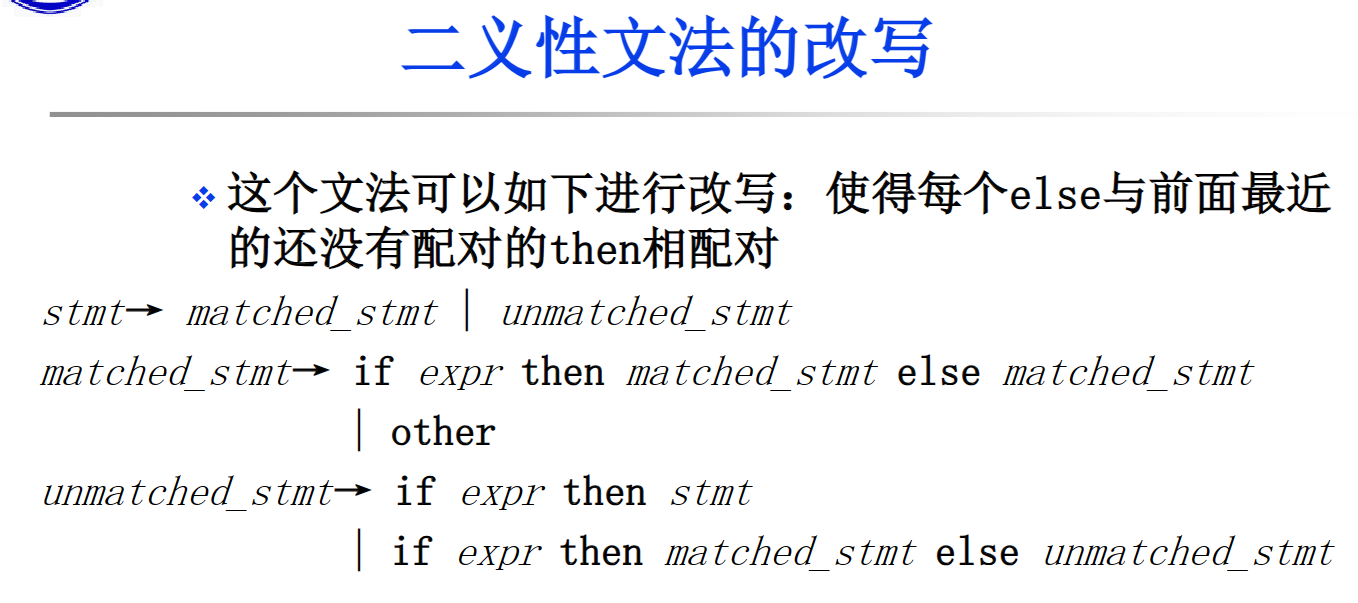 二义性文法的改写
❖ 这个文法可以如下进行改写：使得每个else与前面最近
的还没有配对的then相配对
stmt→ matched_stmt | unmatched_stmt
matched_stmt→ if expr then matched_stmt else matched_stmt
| other
unmatched_stmt→ if expr then stmt
| if expr then matched_stmt else unmatched_stmt